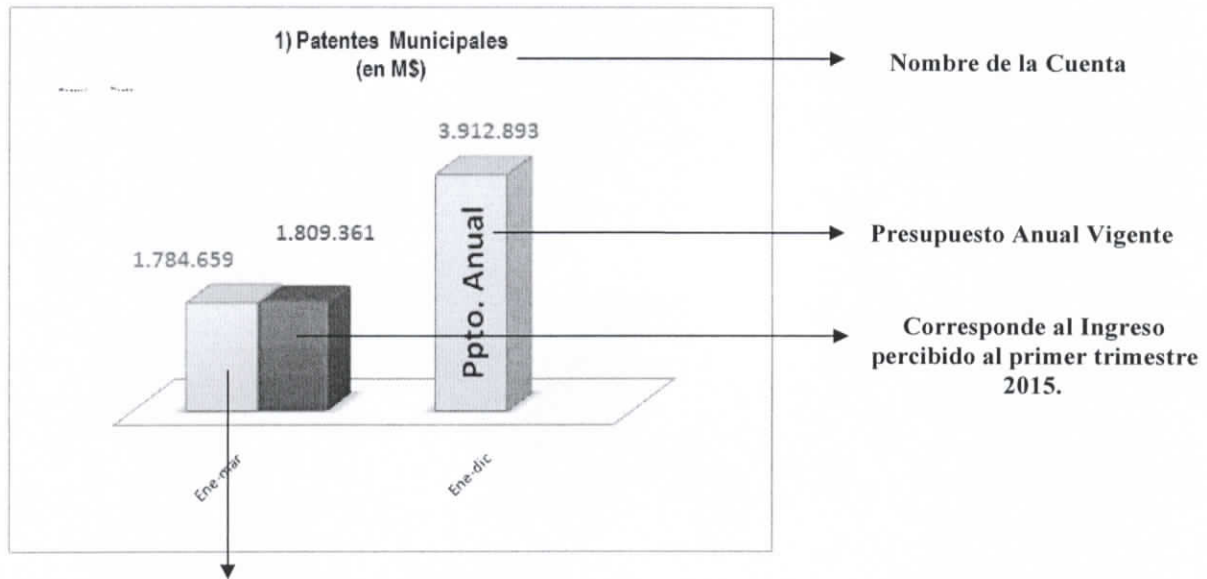 1) Patentes Municipales
(en M$)
Nombre de la Cuenta
3.912.893
1.809.361
1.784.659
Ppto. Anual
Presupuesto Anual Vigente
Corresponde al Ingreso
percibido al primer trimestre
2015.
Ene-mar
Ene-dic